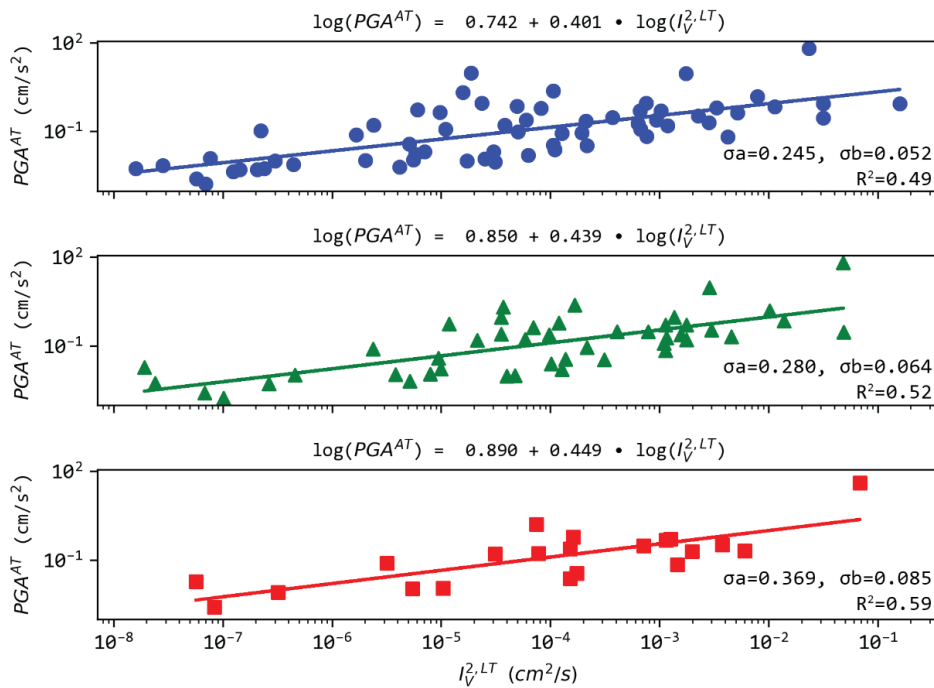 log(PGA^AT) = 0.742 + 0.401 • log(I_V^2,LT)
10^2
10^-1
PGA^AT (cm/s^2)
σa=0.245, σb=0.052
R^2=0.49
log(PGA^AT) = 0.850 + 0.439 • log(I_V^2,LT)
10^2
10^-1
PGA^AT (cm/s^2)
σa=0.280, σb=0.064
R^2=0.52
log(PGA^AT) = 0.890 + 0.449 • log(I_V^2,LT)
10^2
10^-1
PGA^AT (cm/s^2)
σa=0.369, σb=0.085
R^2=0.59
10^-8 10^-7 10^-6 10^-5 10^-4 10^-3 10^-2 10^-1
I_V^2,LT (cm^2/s)